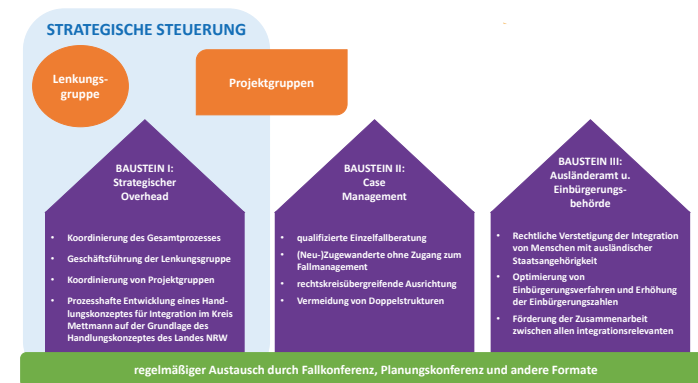 STRATEGISCHE STEUERUNG
Lenkungs-
gruppe
Projektgruppen
BAUSTEIN I:
Strategischer
Overhead
• Koordinierung des Gesamtprozesses
• Geschäftsführung der Lenkungsgruppe
• Koordinierung von Projektgruppen
• Prozesshafte Entwicklung eines Hand-
lungskonzeptes für Integration im Kreis
Mettmann auf der Grundlage des
Handlungskonzeptes des Landes NRW
BAUSTEIN II:
Case
Management
• qualifizierte Einzelfallberatung
• (Neu-)Zugewanderte ohne Zugang zum
Fallmanagement
• rechtskreisübergreifende Ausrichtung
• Vermeidung von Doppelstrukturen
BAUSTEIN III:
Ausländeramt u.
Einbürgerungs-
behörde
• Rechtliche Verstetigung der Integration
von Menschen mit ausländischer
Staatsangehörigkeit
• Optimierung von
Einbürgerungsverfahren und Erhöhung
der Einbürgerungszahlen
• Förderung der Zusammenarbeit
zwischen allen integrationsrelevanten
regelmäßiger Austausch durch Fallkonferenz, Planungskonferenz und andere Formate